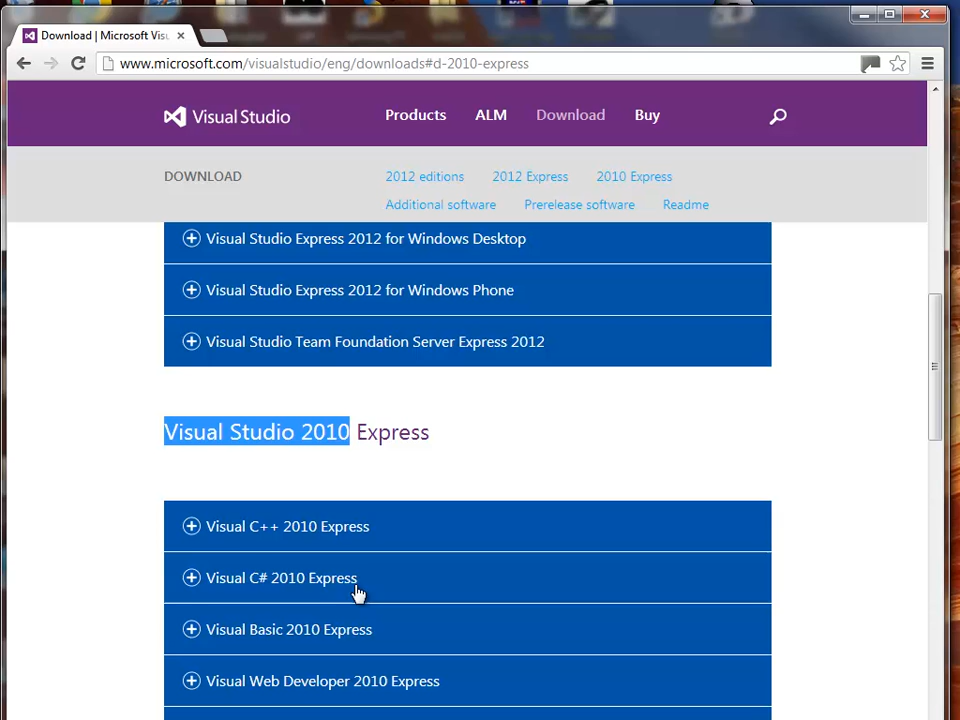 Download | Microsoft Vis
www.microsoft.com/visualstudio/eng/downloads#d-2010-express
Visual Studio
Products ALM Download Buy
DOWNLOAD
2012 editions 2012 Express 2010 Express
Additional software Prerelease software Readme
Visual Studio Express 2012 for Windows Desktop
Visual Studio Express 2012 for Windows Phone
Visual Studio Team Foundation Server Express 2012
Visual Studio 2010 Express
Visual C++ 2010 Express
Visual C# 2010 Express
Visual Basic 2010 Express
Visual Web Developer 2010 Express